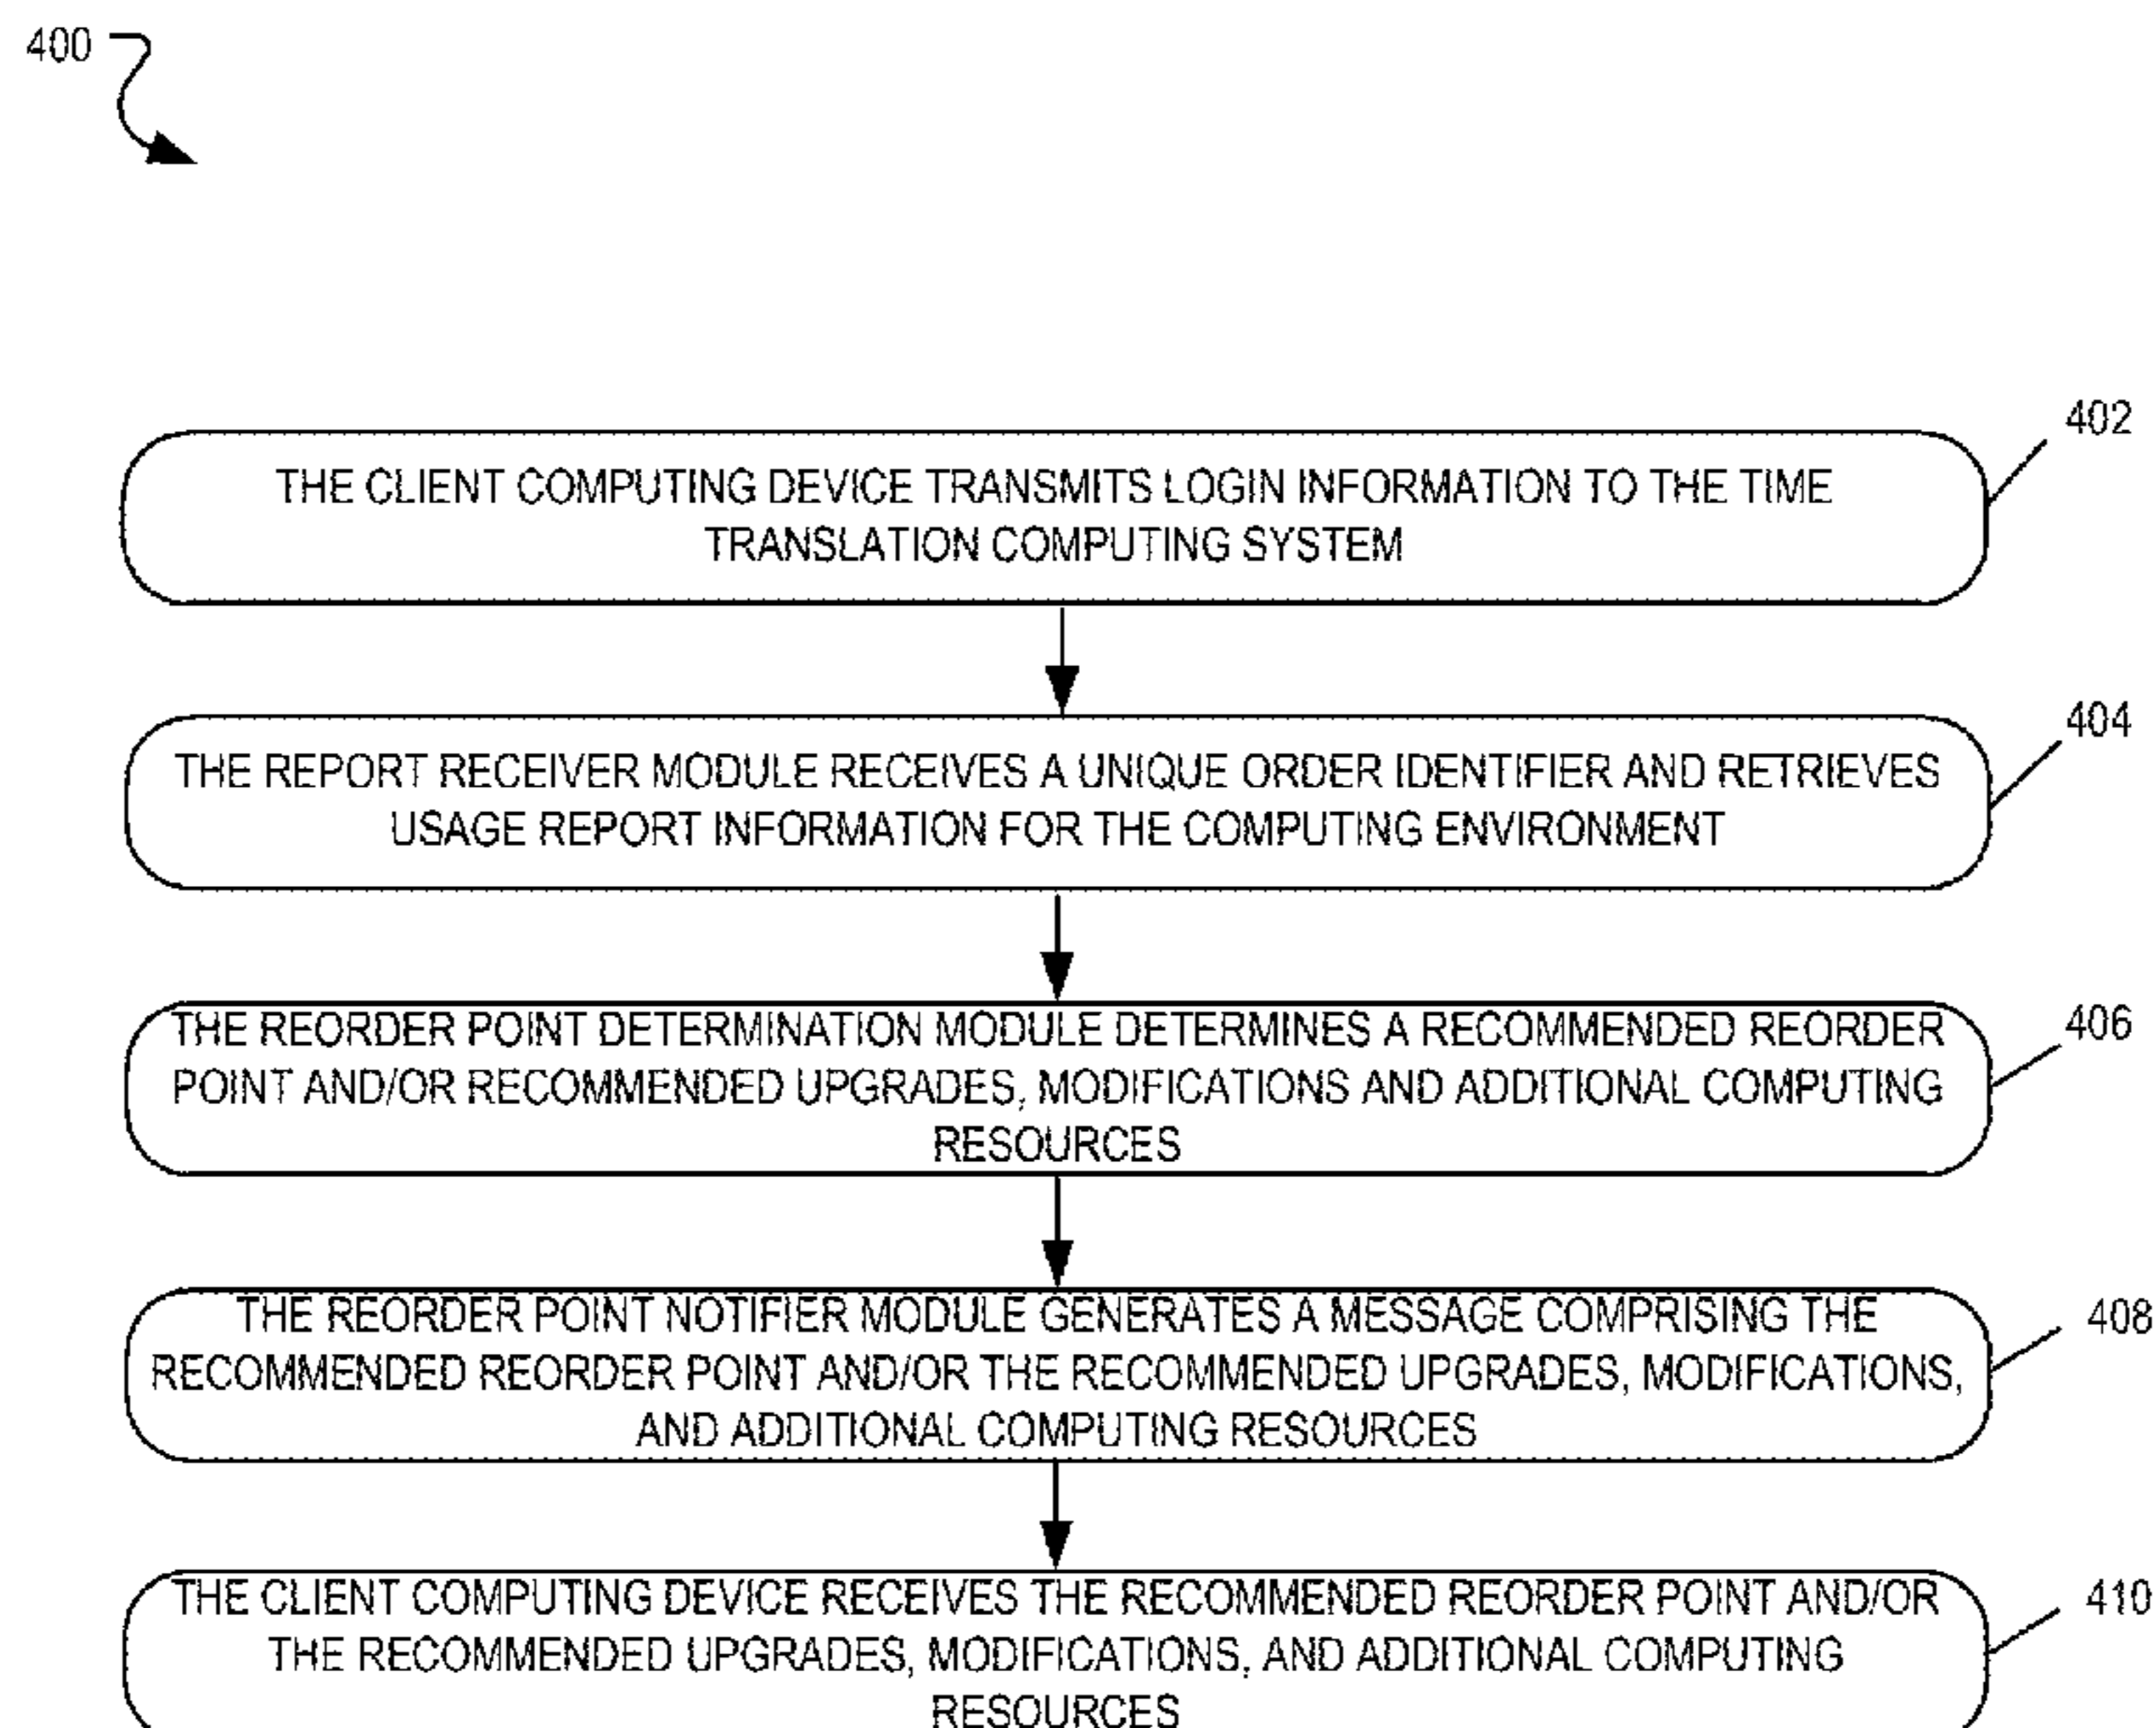 400
402
THE CLIENT COMPUTING DEVICE TRANSMITS LOGIN INFORMATION TO THE TIME
TRANSLATION COMPUTING SYSTEM
404
THE REPORT RECEIVER MODULE RECEIVES A UNIQUE ORDER IDENTIFIER AND RETRIEVES
USAGE REPORT INFORMATION FOR THE COMPUTING ENVIRONMENT
406
THE REORDER POINT DETERMINATION MODULE DETERMINES A RECOMMENDED REORDER
POINT AND/OR RECOMMENDED UPGRADES, MODIFICATIONS AND ADDITIONAL COMPUTING
RESOURCES
408
THE REORDER POINT NOTIFIER MODULE GENERATES A MESSAGE COMPRISING THE
RECOMMENDED REORDER POINT AND/OR THE RECOMMENDED UPGRADES, MODIFICATIONS,
AND ADDITIONAL COMPUTING RESOURCES
410
THE CLIENT COMPUTING DEVICE RECEIVES THE RECOMMENDED REORDER POINT AND/OR
THE RECOMMENDED UPGRADES, MODIFICATIONS, AND ADDITIONAL COMPUTING
RESOURCES